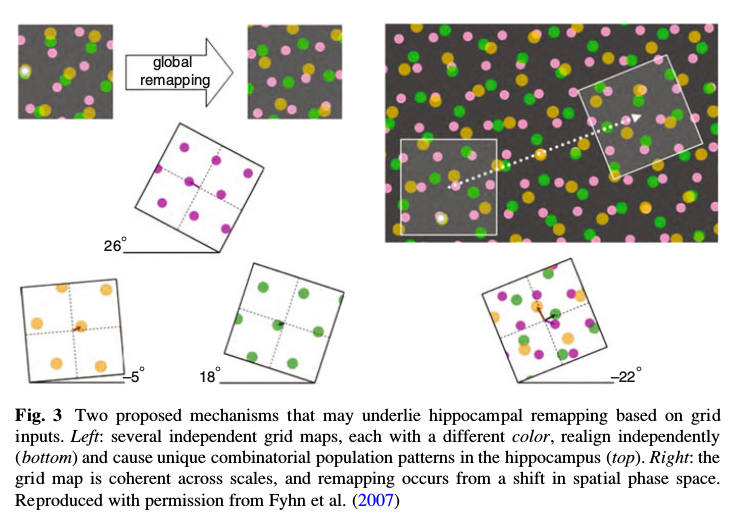 global
remapping
26°
–5°
18°
–22°
Fig. 3 Two proposed mechanisms that may underlie hippocampal remapping based on grid
inputs. Left: several independent grid maps, each with a different color, realign independently
(bottom) and cause unique combinatorial population patterns in the hippocampus (top). Right: the
grid map is coherent across scales, and remapping occurs from a shift in spatial phase space.
Reproduced with permission from Fyhn et al. (2007)